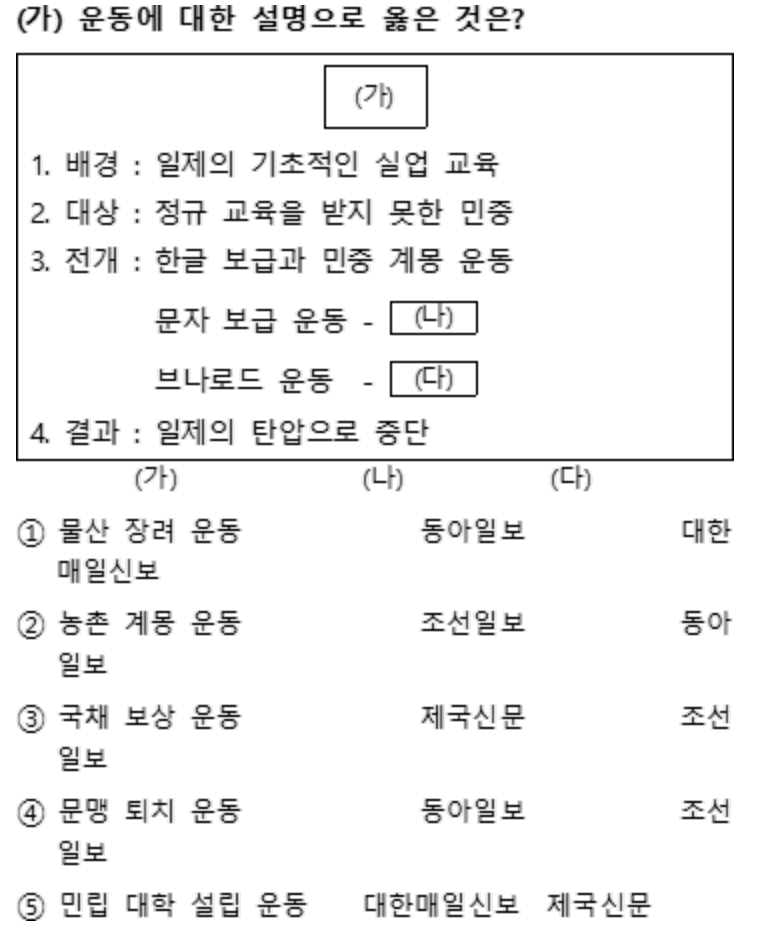 (가) 운동에 대한 설명으로 옳은 것은?
(가)
1. 배경 : 일제의 기초적인 실업 교육
2. 대상 : 정규 교육을 받지 못한 민중
3. 전개 : 한글 보급과 민중 계몽 운동
문자 보급 운동 - (나)
브나로드 운동 - (다)
4. 결과 : 일제의 탄압으로 중단
(가) (나) (다)
① 물산 장려 운동 동아일보 대한
매일신보
② 농촌 계몽 운동 조선일보 동아
일보
③ 국채 보상 운동 제국신문 조선
일보
④ 문맹 퇴치 운동 동아일보 조선
일보
⑤ 민립 대학 설립 운동 대한매일신보 제국신문